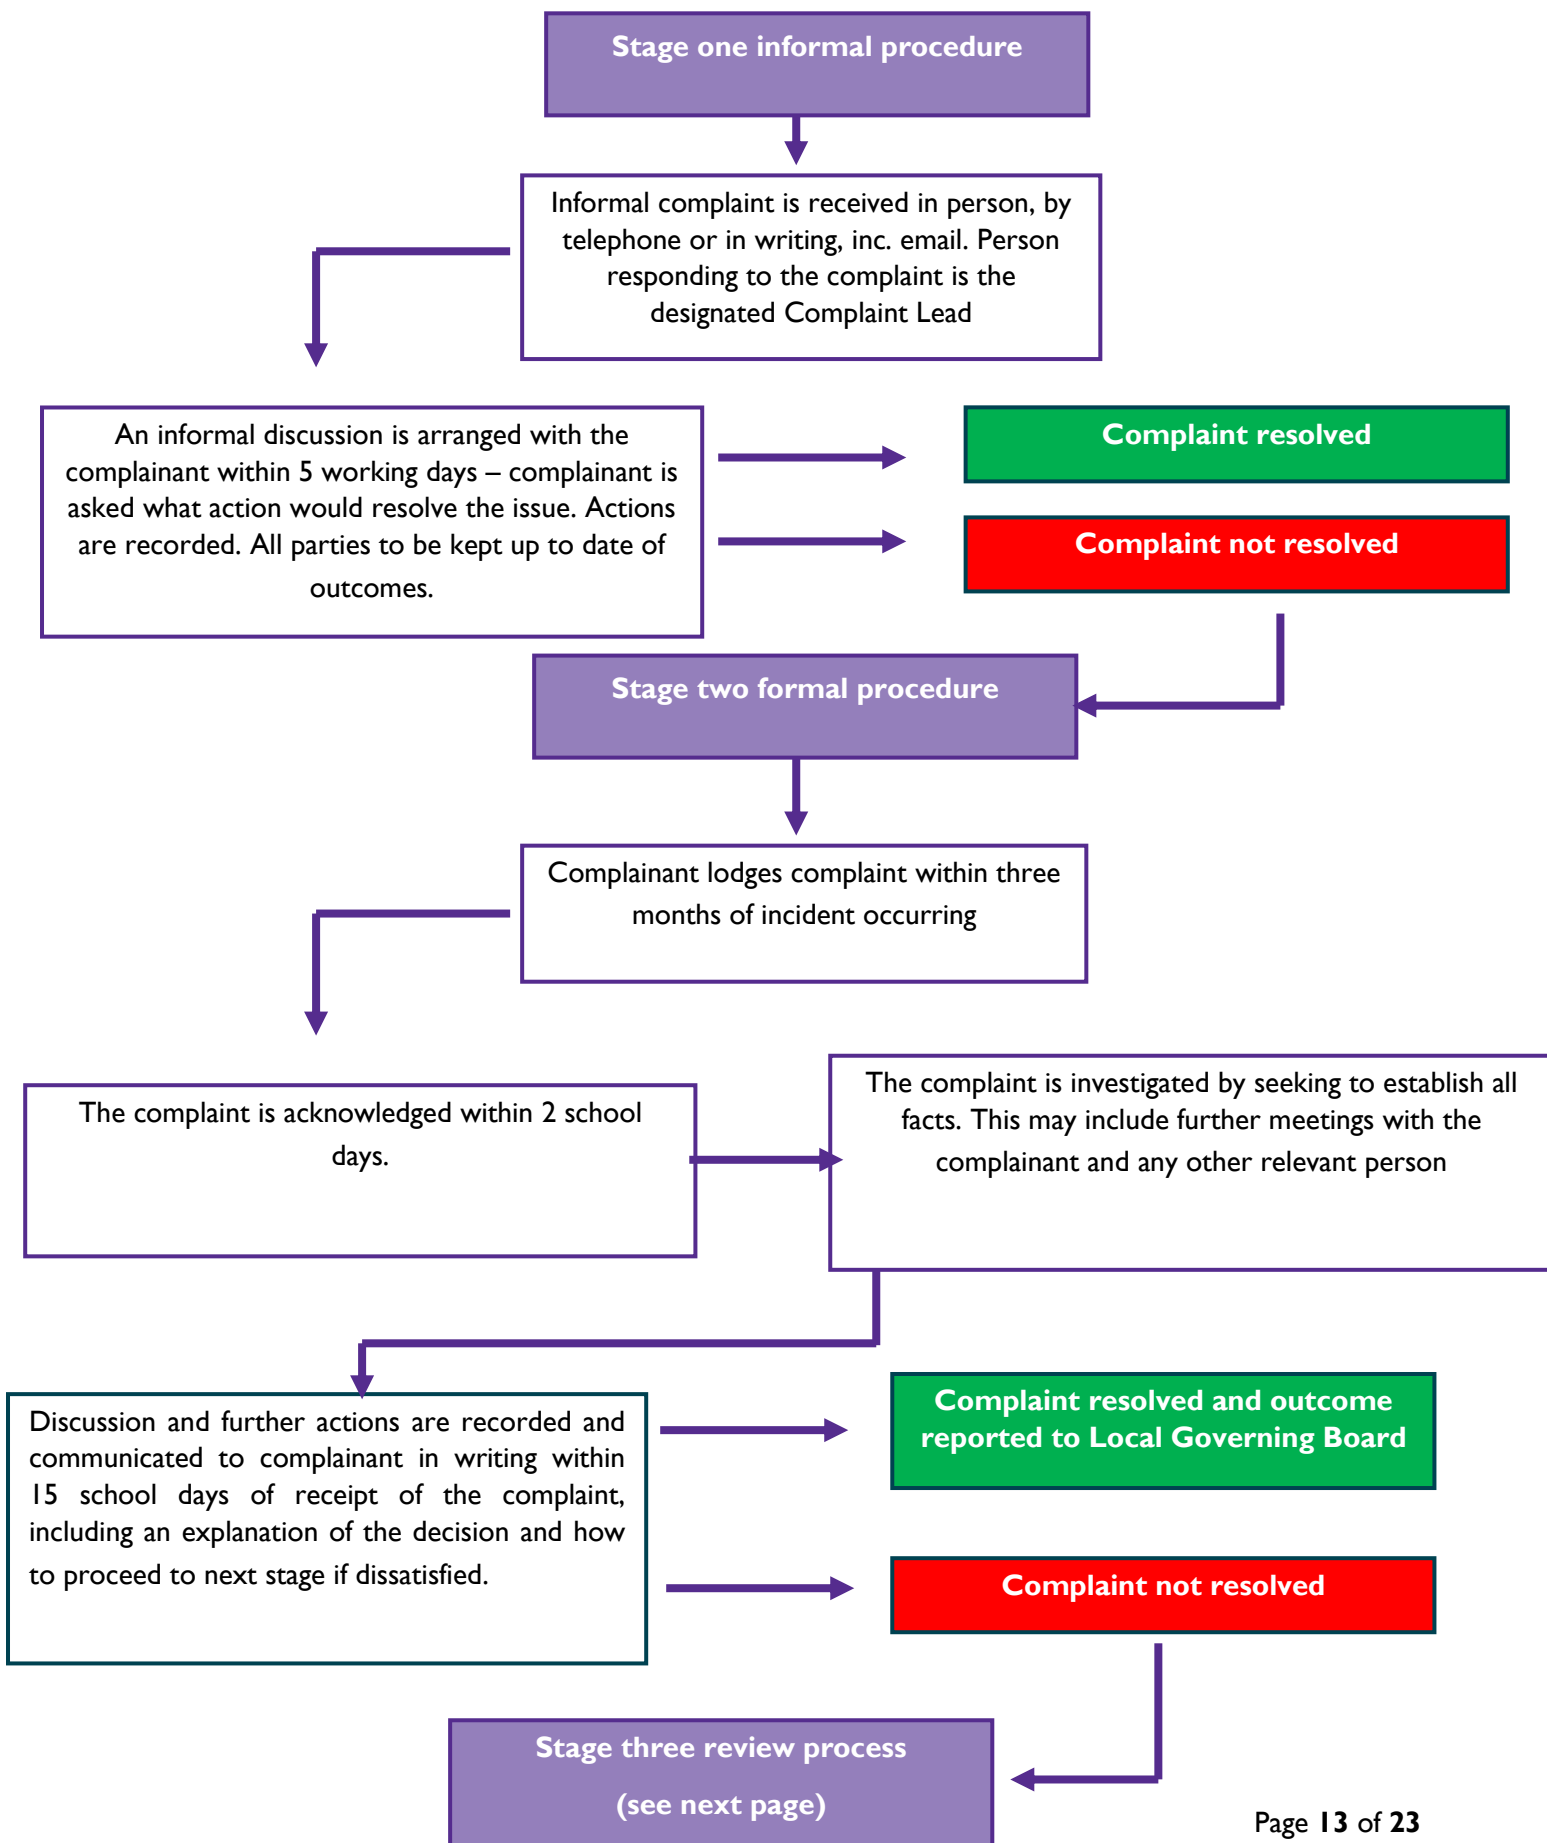 Stage one informal procedure
Informal complaint is received in person, by
telephone or in writing, inc. email. Person
responding to the complaint is the
designated Complaint Lead
An informal discussion is arranged with the
complainant within 5 working days – complainant is
asked what action would resolve the issue. Actions
are recorded. All parties to be kept up to date of
outcomes.
Complaint resolved
Complaint not resolved
Stage two formal procedure
Complainant lodges complaint within three
months of incident occurring
The complaint is acknowledged within 2 school
days.
The complaint is investigated by seeking to establish all
facts. This may include further meetings with the
complainant and any other relevant person
Discussion and further actions are recorded and
communicated to complainant in writing within
15 school days of receipt of the complaint,
including an explanation of the decision and how
to proceed to next stage if dissatisfied.
Complaint resolved and outcome
reported to Local Governing Board
Complaint not resolved
Stage three review process
(see next page)
Page 13 of 23